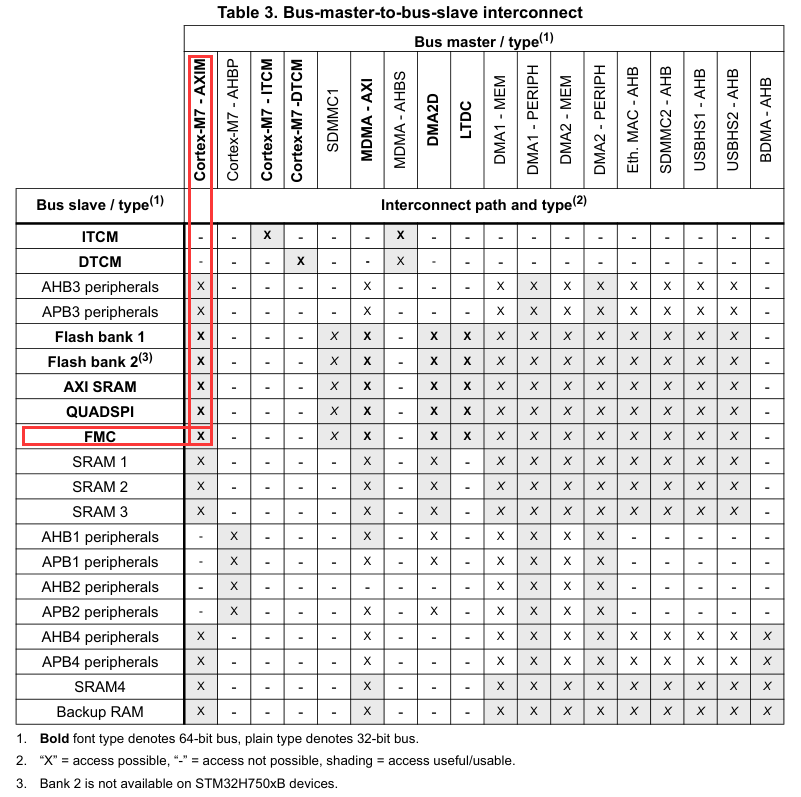 Table 3. Bus-master-to-bus-slave interconnect
Bus master / type(1)
Cortex-M7 - AXIM
Cortex-M7 - AHBP
Cortex-M7 - ITCM
Cortex-M7 -DTCM
SDMMC1
MDMA - AXI
MDMA - AHBS
DMA2D
LTDC
DMA1 - MEM
DMA1 - PERIPH
DMA2 - MEM
DMA2 - PERIPH
Eth. MAC - AHB
SDMMC2 - AHB
USBHS1 - AHB
USBHS2 - AHB
BDMA - AHB
Bus slave / type(1) Interconnect path and type(2)
ITCM - - X - - - X - - - - - - - - - - -
DTCM - - - X - - X - - - - - - - - - - -
AHB3 peripherals X - - - - X - - - X X X X X X X X -
APB3 peripherals X - - - - X - - - X X X X X X X X -
Flash bank 1 X - - - X X - X X X X X X X X X X -
Flash bank 2(3) X - - - X X - X X X X X X X X X X -
AXI SRAM X - - - X X - X X X X X X X X X X -
QUADSPI X - - - X X - X X X X X X X X X X -
FMC X - - - X X - X X X X X X X X X X -
SRAM 1 X - - - - X - X - X X X X X X X X -
SRAM 2 X - - - - X - X - X X X X X X X X -
SRAM 3 X - - - - X - X - X X X X X X X X -
AHB1 peripherals - X - - - X - X - X X X X - - - - -
APB1 peripherals - X - - - X - X - X X X X - - - - -
AHB2 peripherals - X - - - - - - - X X X X - - - - -
APB2 peripherals - X - - - X - X - X X X X - - - - -
AHB4 peripherals X - - - - X - - - X X X X X X X X X
APB4 peripherals X - - - - X - - - X X X X X X X X X
SRAM4 X - - - - X - - - X X X X X X X X X
Backup RAM X - - - - X - - - X X X X X X X X X
1. Bold font type denotes 64-bit bus, plain type denotes 32-bit bus.
2. “X” = access possible, “-” = access not possible, shading = access useful/usable.
3. Bank 2 is not available on STM32H750xB devices.